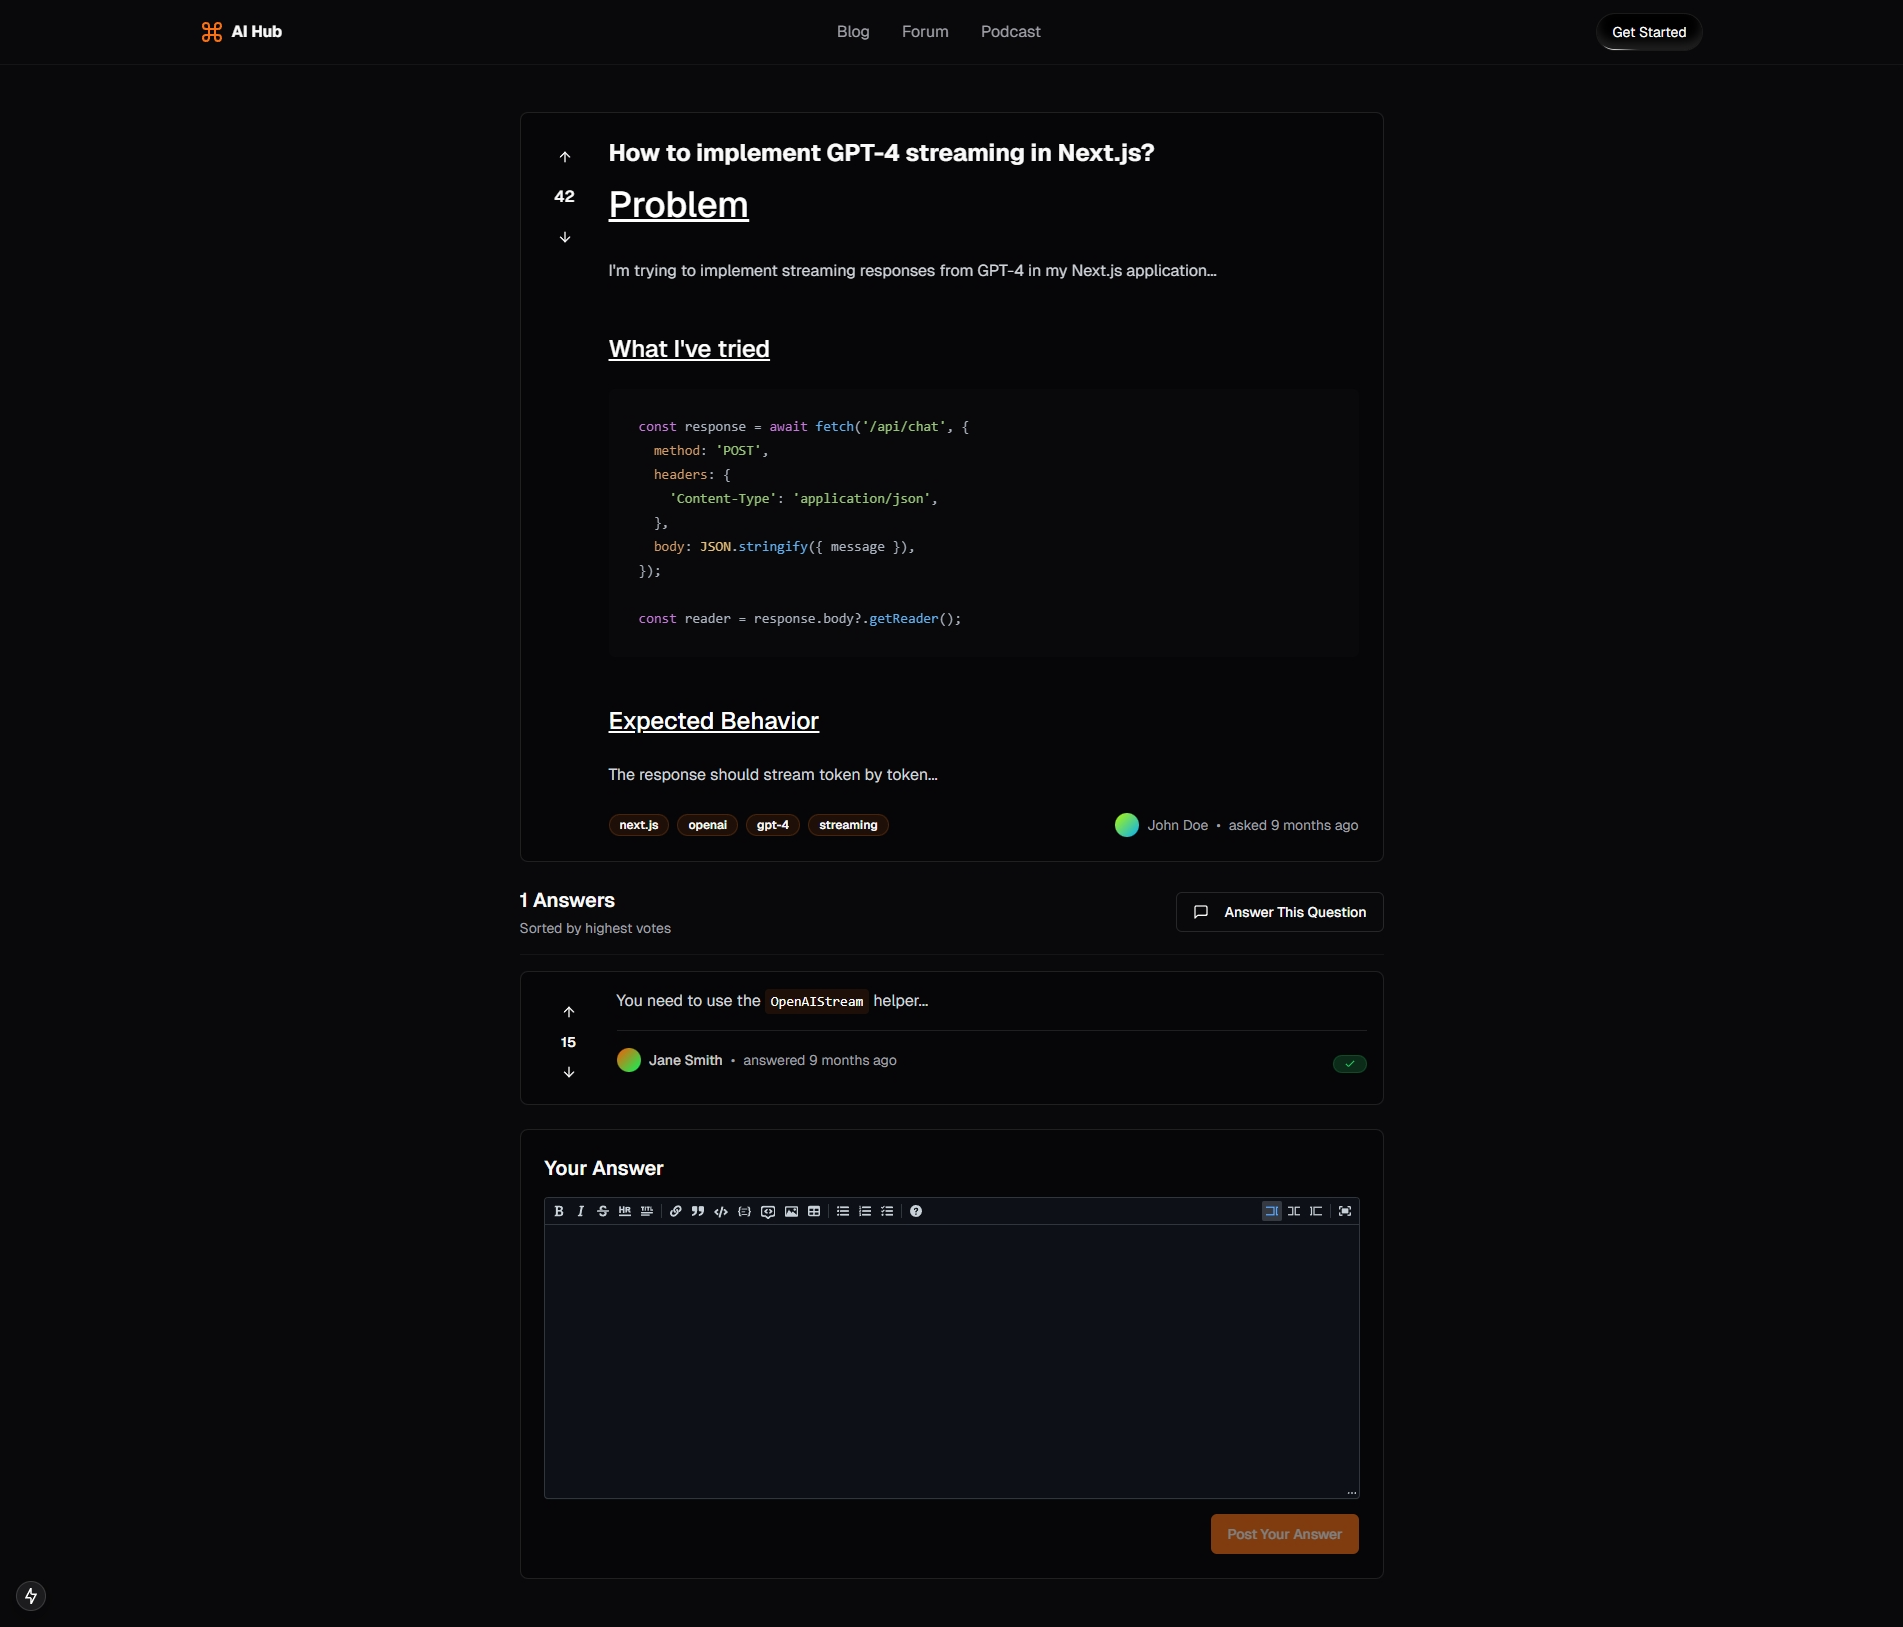 AI Hub
Blog Forum Podcast
Get Started
How to implement GPT-4 streaming in Next.js?
42
Problem
I'm trying to implement streaming responses from GPT-4 in my Next.js application...
What I've tried
const response = await fetch('/api/chat', {
  method: 'POST',
  headers: {
    'Content-Type': 'application/json',
  },
  body: JSON.stringify({ message }),
});
const reader = response.body?.getReader();
Expected Behavior
The response should stream token by token...
next.js openai gpt-4 streaming
John Doe • asked 9 months ago
1 Answers
Sorted by highest votes
Answer This Question
You need to use the OpenAIStream helper...
15
Jane Smith • answered 9 months ago
Your Answer
Post Your Answer